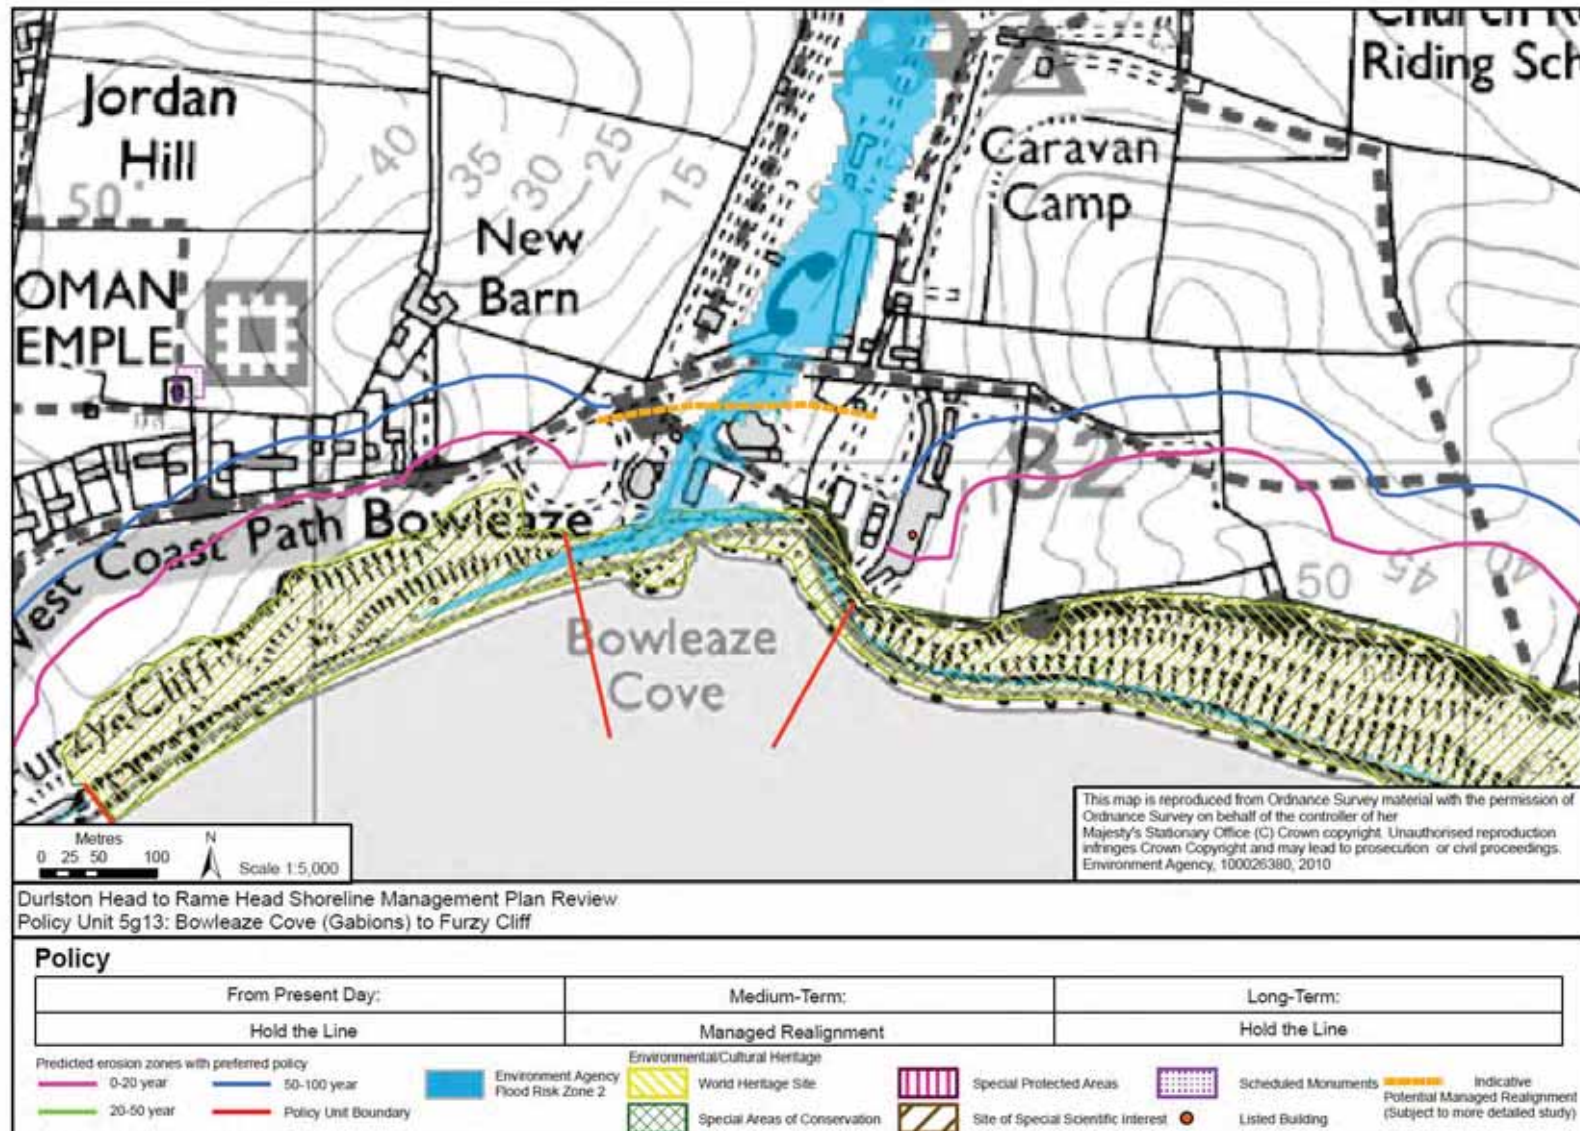 Church R
Riding Sch
Jordan
Hill
40
35
30
25
15
50
Caravan
Camp
New
Barn
OMAN
EMPLE
82
West Coast Path Bowleaze
50
45
40
Bowleaze
Cove
urzy Cliff
Metres
0 25 50 100
N
Scale 1:5,000
This map is reproduced from Ordnance Survey material with the permission of
Ordnance Survey on behalf of the controller of her
Majesty's Stationary Office (C) Crown copyright. Unauthorised reproduction
infringes Crown Copyright and may lead to prosecution or civil proceedings.
Environment Agency, 100026380, 2010
Durlston Head to Rame Head Shoreline Management Plan Review
Policy Unit 5g13: Bowleaze Cove (Gabions) to Furzy Cliff
Policy
From Present Day: Medium-Term: Long-Term:
Hold the Line Managed Realignment Hold the Line
Predicted erosion zones with preferred policy
0-20 year
50-100 year
20-50 year
Policy Unit Boundary
Environment Agency
Flood Risk Zone 2
Environmental/Cultural Heritage
World Heritage Site
Special Areas of Conservation
Special Protected Areas
Site of Special Scientific Interest
Scheduled Monuments
Listed Building
Indicative
Potential Managed Realignment
(Subject to more detailed study)